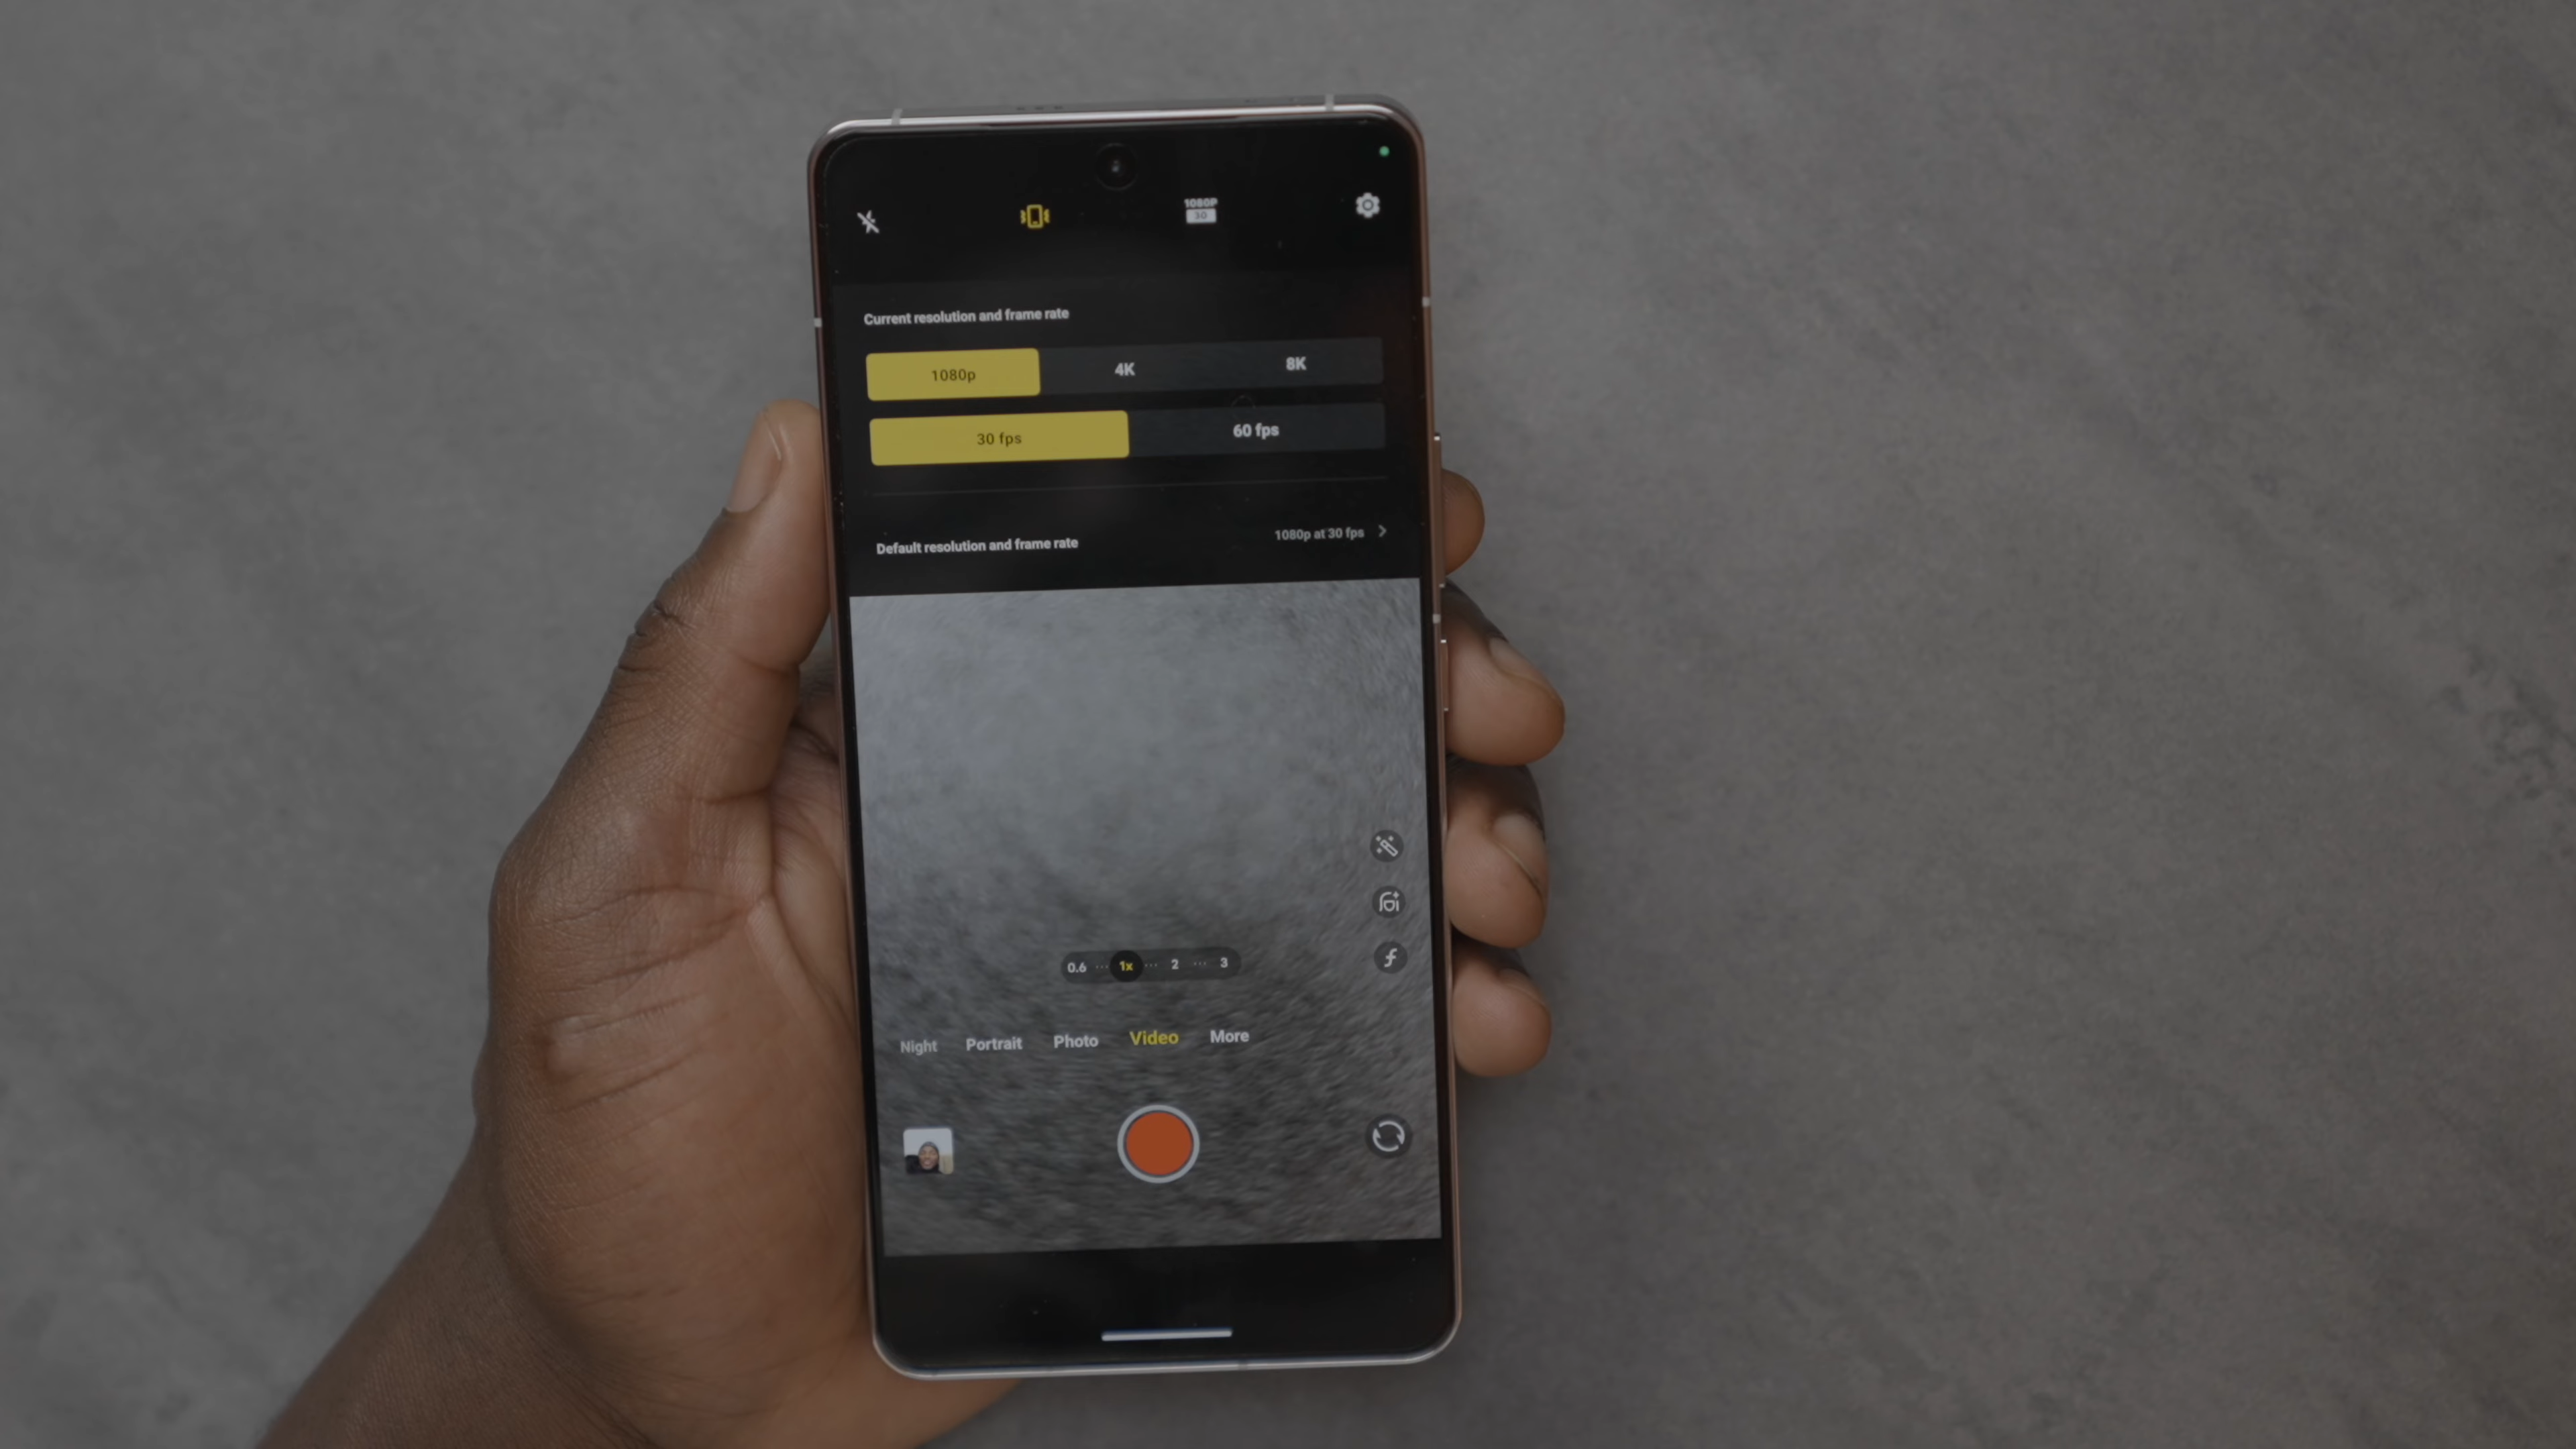 1080P
30
Current resolution and frame rate
1080p 4K 8K
30 fps 60 fps
Default resolution and frame rate 1080p at 30 fps
0.6 1x 2 3
Night Portrait Photo Video More